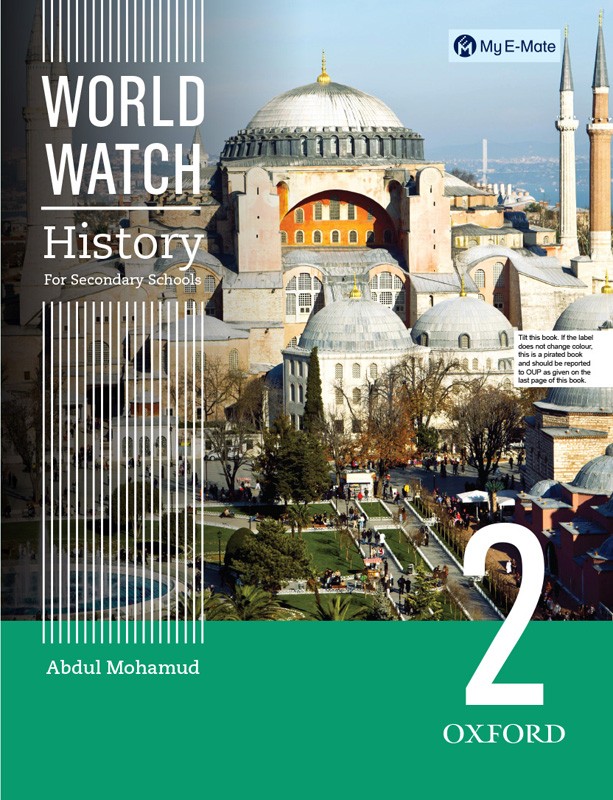 My E-Mate
WORLD
WATCH
History
For Secondary Schools
Tilt this book. If the label
does not change colour,
this is a pirated book
and should be reported
to OUP as given on the
last page of this book.
2
Abdul Mohamud
OXFORD